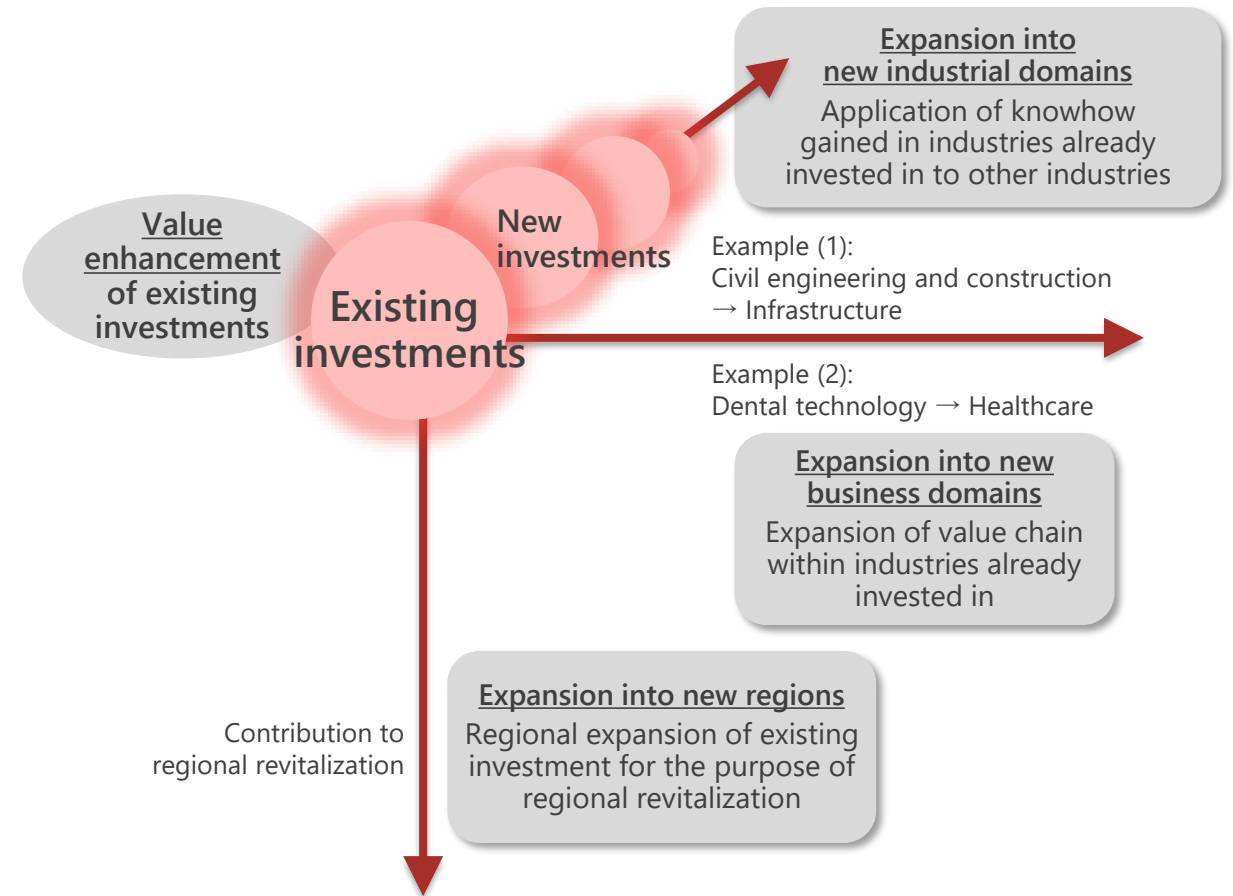 Expansion into
new industrial domains
Application of knowhow
gained in industries already
invested in to other industries
Value
enhancement
of existing
investments
New
investments
Existing
investments
Example (1):
Civil engineering and construction
→ Infrastructure
Example (2):
Dental technology → Healthcare
Expansion into new
business domains
Expansion of value chain
within industries already
invested in
Contribution to
regional revitalization
Expansion into new regions
Regional expansion of existing
investment for the purpose of
regional revitalization